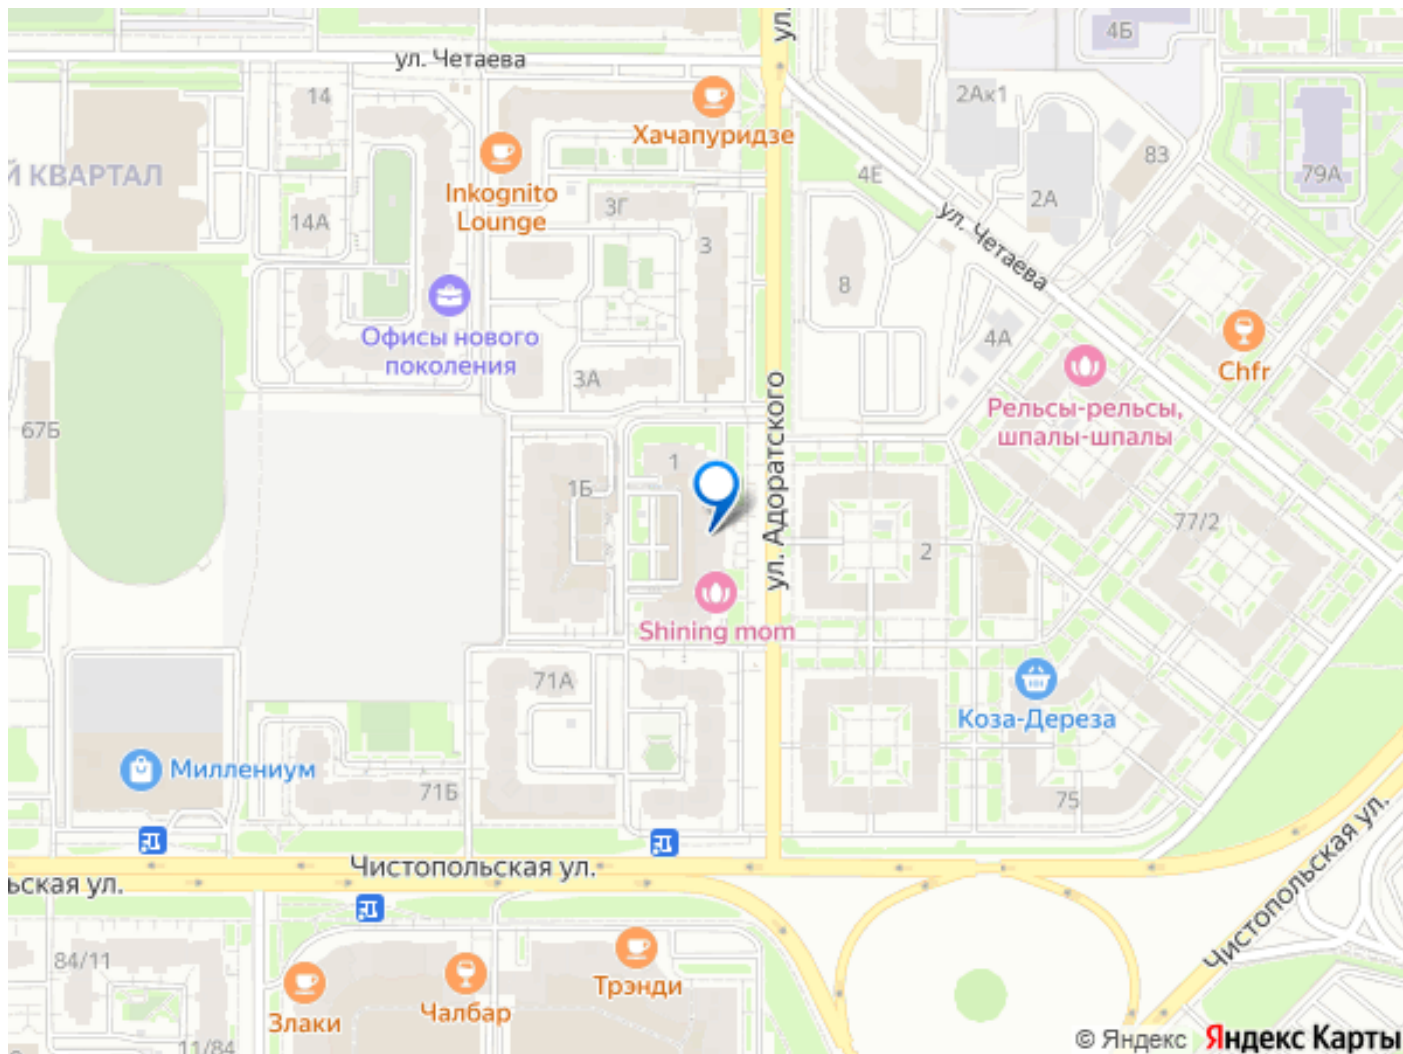 ул.
4Б
ул. Четаева
14
2Ак1
Хачапуридзе
83
Й КВАРТАЛ
4Е
79А
Inkognito
Lounge
3Г
2А
14А
ул. Четаева
3
8
Офисы нового
поколения
4А
Chfr
3А
Рельсы-рельсы,
шпалы-шпалы
67Б
ул. Адоратского
1
1Б
77/2
2
Shining mom
71А
Коза-Дереза
Миллениум
71Б
75
Чистопольская ул.
ьская ул.
Чистопольская ул.
84/11
Трэнди
Злаки
Чалбар
11/84
© Яндекс Яндекс Карты